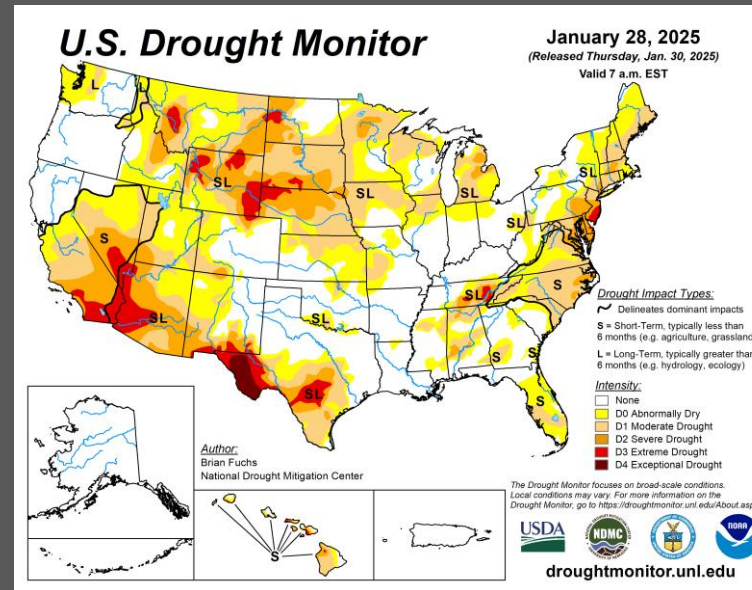 U.S. Drought Monitor
January 28, 2025
(Released Thursday, Jan. 30, 2025)
Valid 7 a.m. EST
L
L
SL
SL
SL
SL
SL
S
SL
SL
S
SL
SL
S
S
S
S
Drought Impact Types:
Delineates dominant impacts
S = Short-Term, typically less than
6 months (e.g. agriculture, grassland
L = Long-Term, typically greater than
6 months (e.g. hydrology, ecology)
Intensity:
None
D0 Abnormally Dry
D1 Moderate Drought
D2 Severe Drought
D3 Extreme Drought
D4 Exceptional Drought
Author:
Brian Fuchs
National Drought Mitigation Center
S
The Drought Monitor focuses on broad-scale conditions.
Local conditions may vary. For more information on the
Drought Monitor, go to https://droughtmonitor.unl.edu/About.asp
USDA
NDMC
NOAA
droughtmonitor.unl.edu